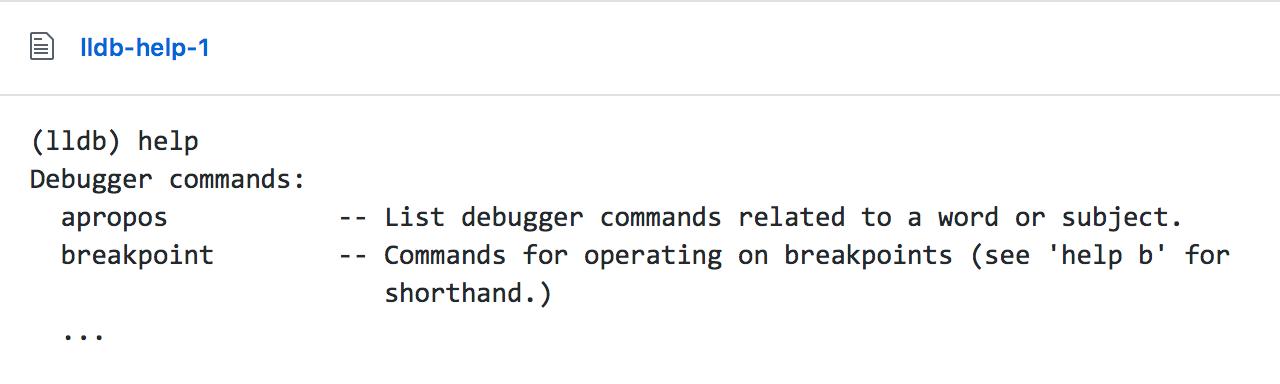 lldb-help-1
(lldb) help
Debugger commands:
  apropos           -- List debugger commands related to a word or subject.
  breakpoint        -- Commands for operating on breakpoints (see 'help b' for
                       shorthand.)
  ...